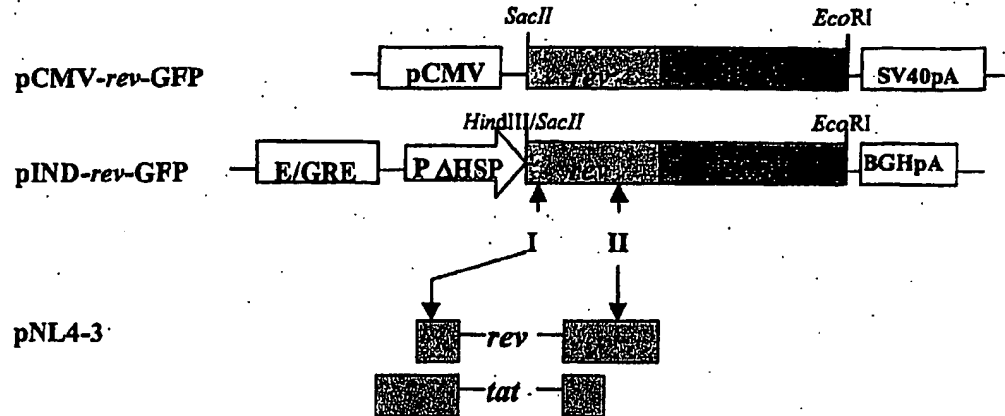 SacII EcoRI
pCMV-rev-GFP pCMV rev SV40pA
HindIII/SacII EcoRI
pIND-rev-GFP E/GRE P ΔHSP rev BGHpA
I II
pNL4-3 rev
tat